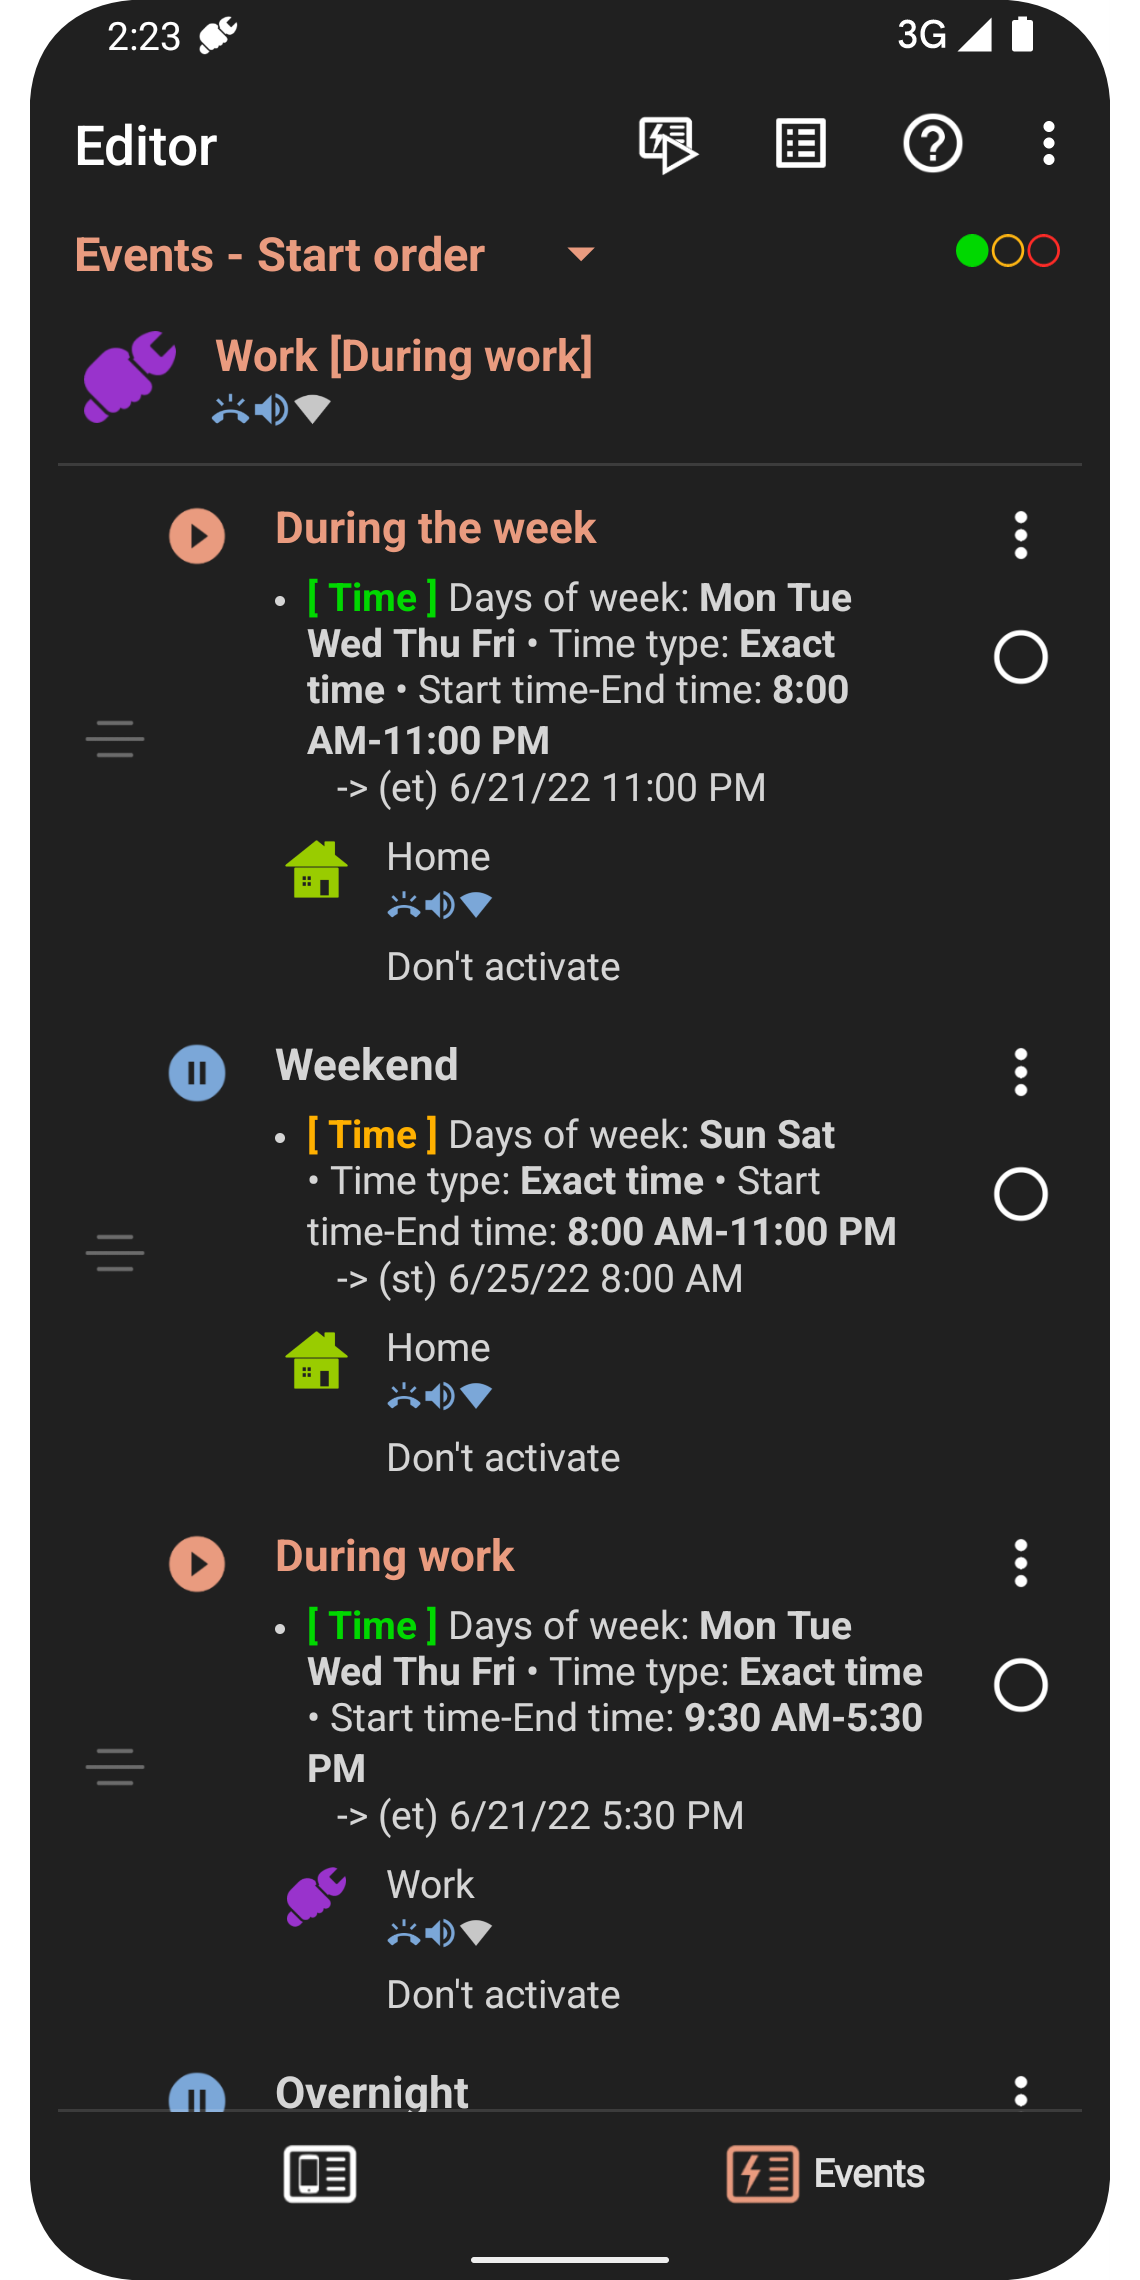 2:23
3G
Editor
Events - Start order
Work [During work]
During the week
• [ Time ] Days of week: Mon Tue
Wed Thu Fri • Time type: Exact
time • Start time-End time: 8:00
AM-11:00 PM
-> (et) 6/21/22 11:00 PM
Home
Don't activate
Weekend
• [ Time ] Days of week: Sun Sat
• Time type: Exact time • Start
time-End time: 8:00 AM-11:00 PM
-> (st) 6/25/22 8:00 AM
Home
Don't activate
During work
• [ Time ] Days of week: Mon Tue
Wed Thu Fri • Time type: Exact time
• Start time-End time: 9:30 AM-5:30
PM
-> (et) 6/21/22 5:30 PM
Work
Don't activate
Overnight
Events